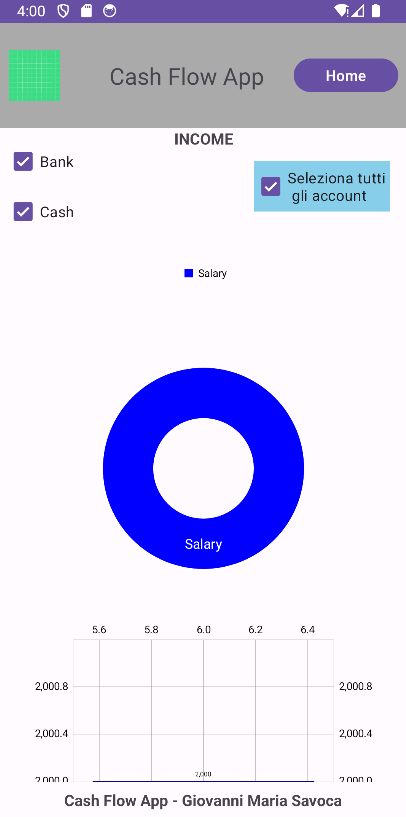 4:00
Cash Flow App
Home
INCOME
Bank
Seleziona tutti
gli account
Cash
Salary
Salary
5.6 5.8 6.0 6.2 6.4
2,000.8 2,000.8
2,000.4 2,000.4
2,000
2,000.0 2,000.0
Cash Flow App - Giovanni Maria Savoca